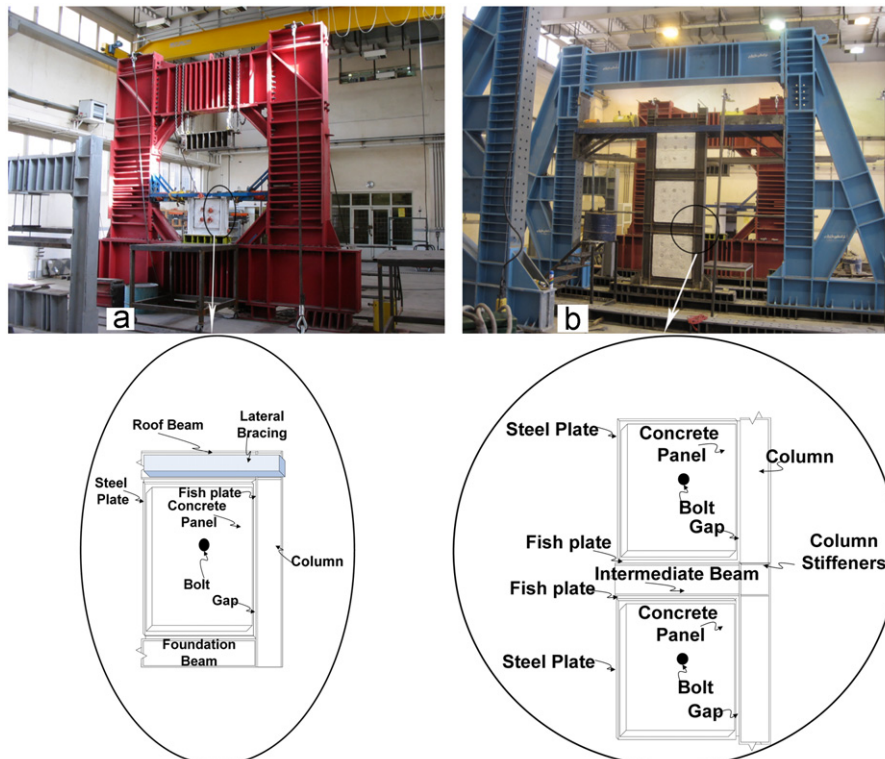 a
b
Roof Beam
Lateral
Bracing
Steel
Plate
Fish plate
Concrete
Panel
Bolt
Column
Gap
Foundation
Beam
Steel Plate
Concrete
Panel
Column
Bolt
Gap
Fish plate
Column
Stiffeners
Intermediate Beam
Fish plate
Concrete
Panel
Steel Plate
Bolt
Gap